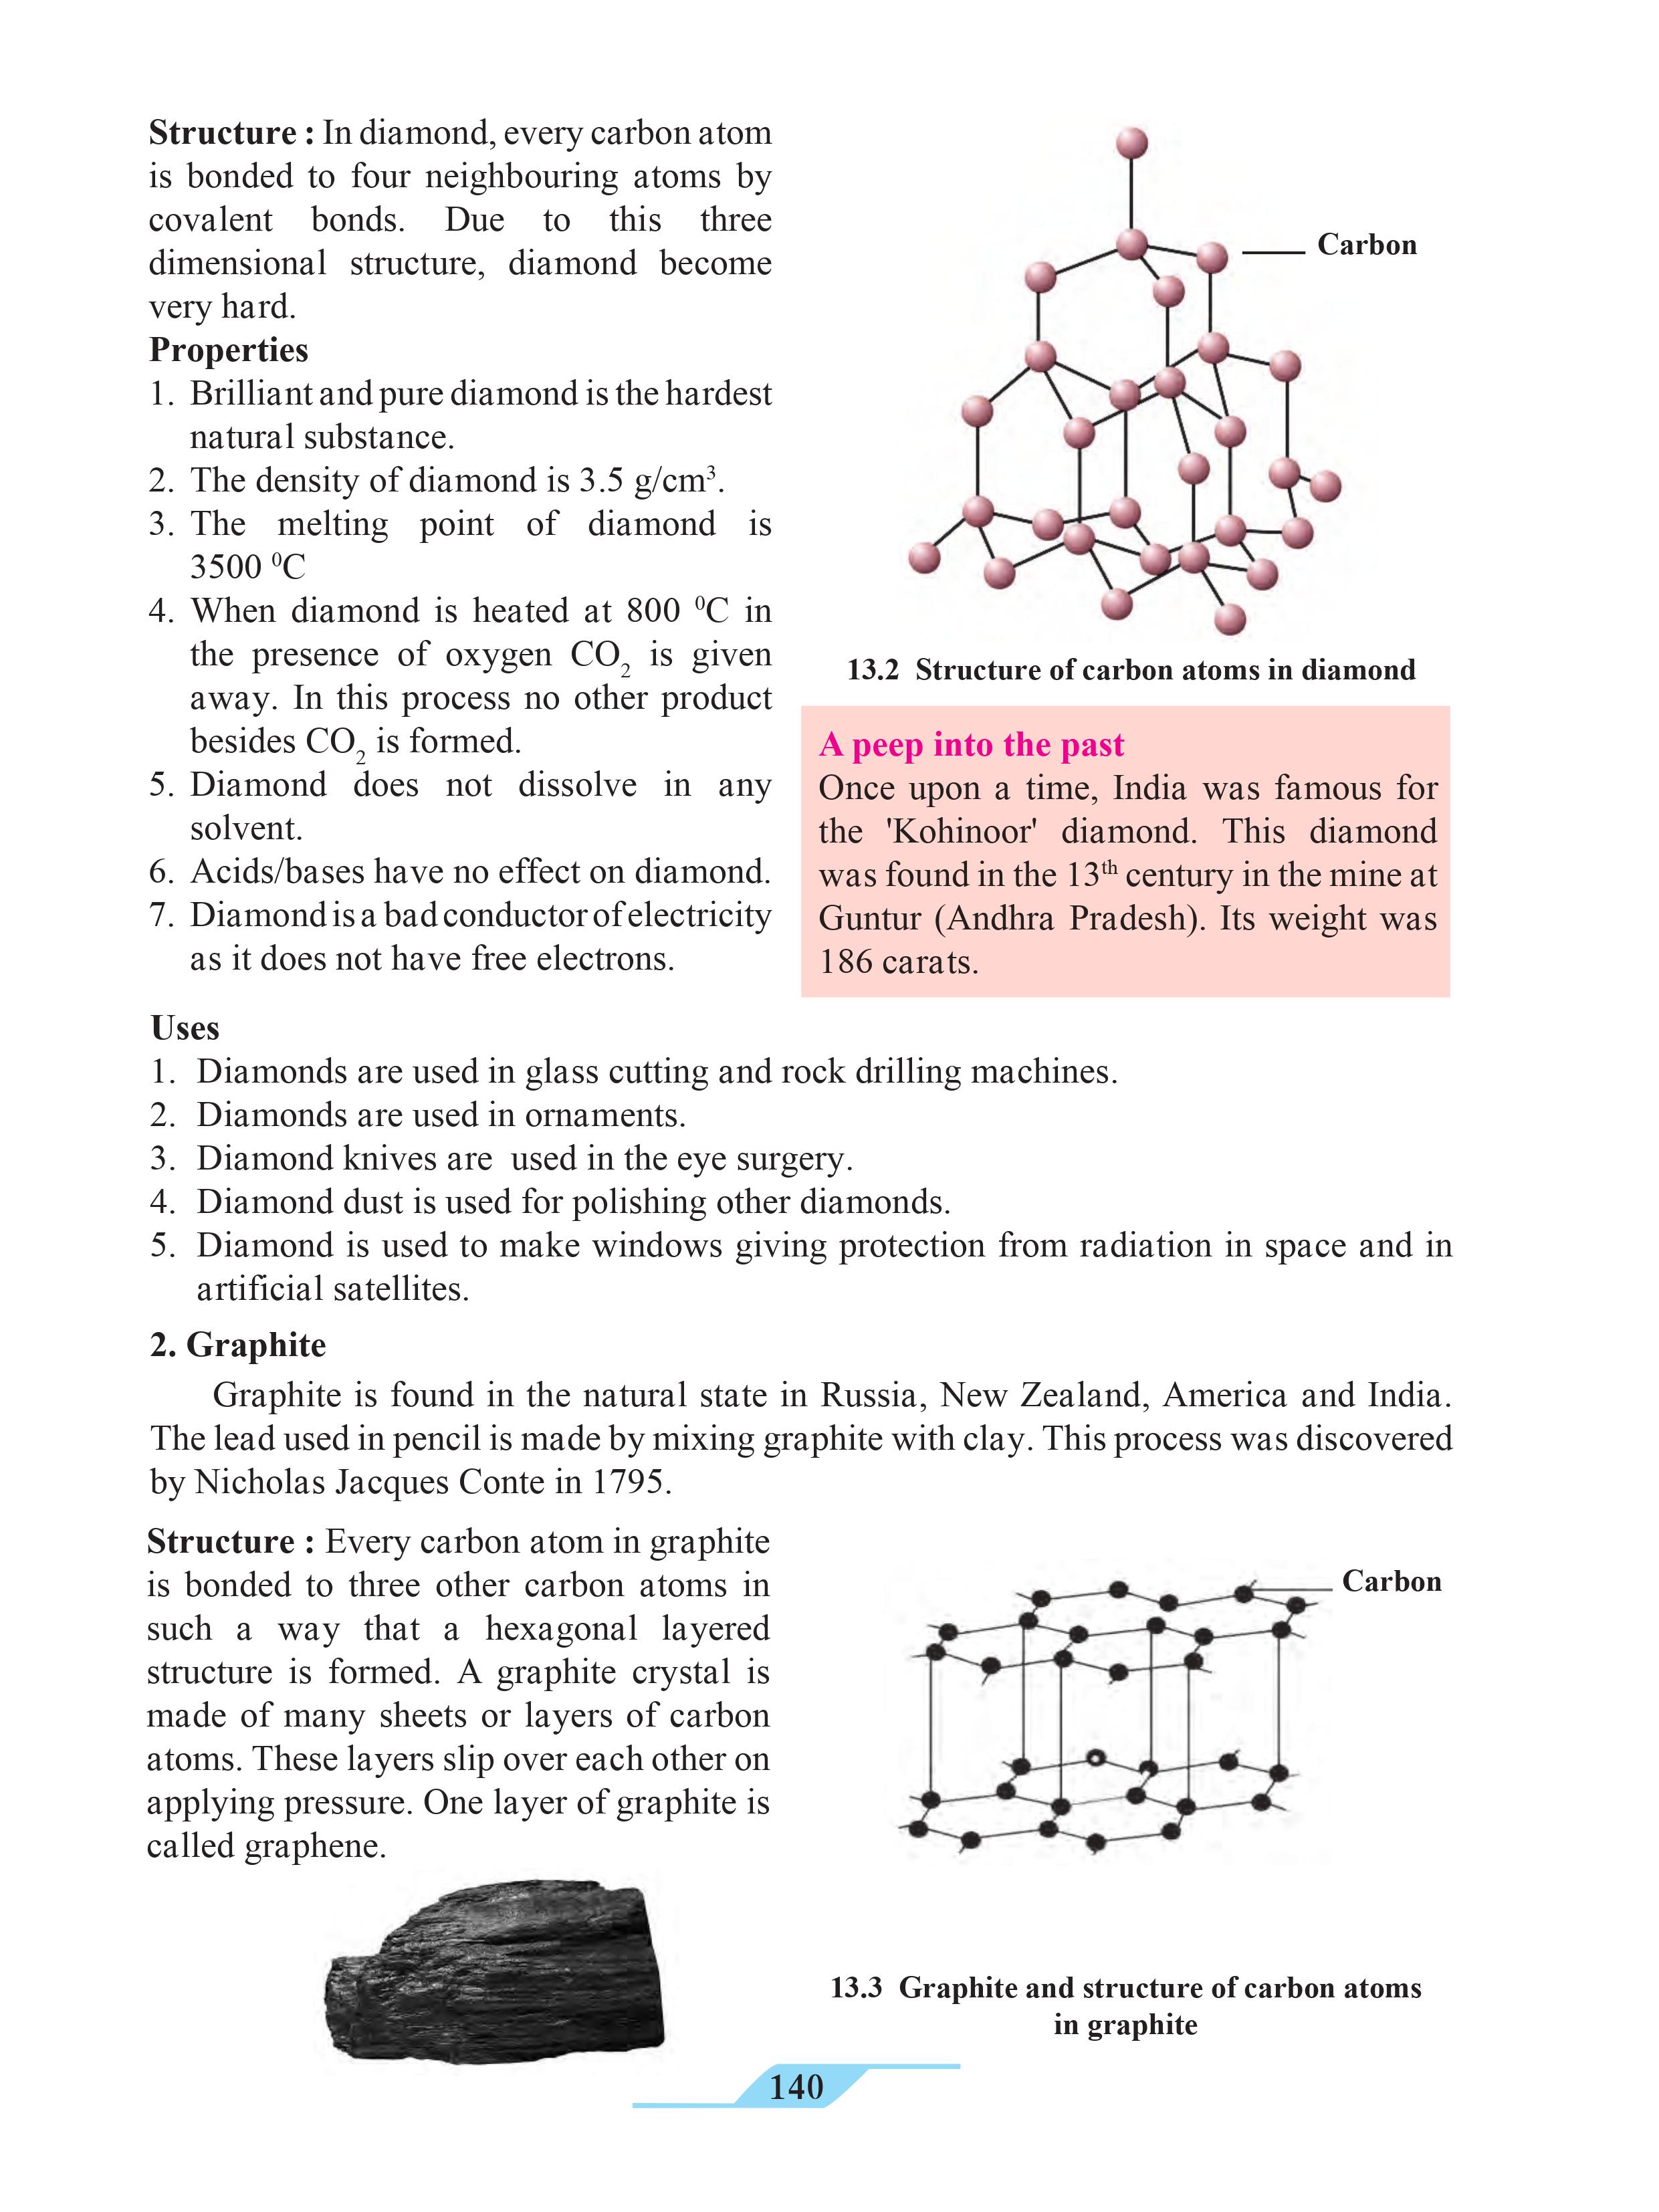 Structure : In diamond, every carbon atom
is bonded to four neighbouring atoms by
covalent bonds. Due to this three
dimensional structure, diamond become
very hard.
Properties
1. Brilliant and pure diamond is the hardest
natural substance.
2. The density of diamond is 3.5 g/cm³.
3. The melting point of diamond is
3500 ⁰C
4. When diamond is heated at 800 ⁰C in
the presence of oxygen CO₂ is given
away. In this process no other product
besides CO₂ is formed.
5. Diamond does not dissolve in any
solvent.
6. Acids/bases have no effect on diamond.
7. Diamond is a bad conductor of electricity
as it does not have free electrons.
Carbon
13.2 Structure of carbon atoms in diamond
A peep into the past
Once upon a time, India was famous for
the 'Kohinoor' diamond. This diamond
was found in the 13th century in the mine at
Guntur (Andhra Pradesh). Its weight was
186 carats.
Uses
1. Diamonds are used in glass cutting and rock drilling machines.
2. Diamonds are used in ornaments.
3. Diamond knives are used in the eye surgery.
4. Diamond dust is used for polishing other diamonds.
5. Diamond is used to make windows giving protection from radiation in space and in
artificial satellites.
2. Graphite
Graphite is found in the natural state in Russia, New Zealand, America and India.
The lead used in pencil is made by mixing graphite with clay. This process was discovered
by Nicholas Jacques Conte in 1795.
Structure : Every carbon atom in graphite
is bonded to three other carbon atoms in
such a way that a hexagonal layered
structure is formed. A graphite crystal is
made of many sheets or layers of carbon
atoms. These layers slip over each other on
applying pressure. One layer of graphite is
called graphene.
Carbon
13.3 Graphite and structure of carbon atoms
in graphite
140